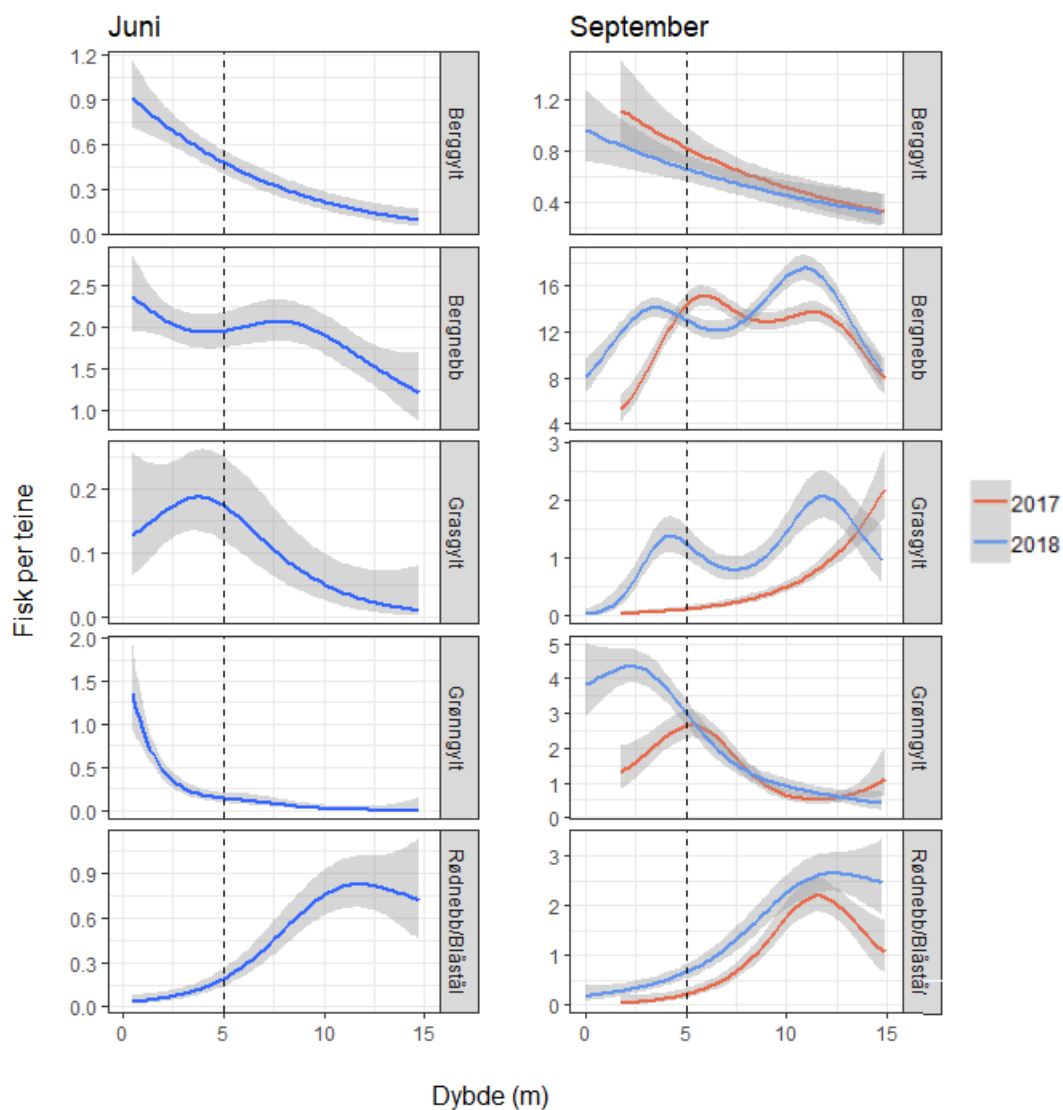 Juni
September
1.2
0.9
0.6
0.3
0.0
Berggylt
1.2
0.8
0.4
Berggylt
2.5
2.0
1.5
1.0
Bergnebb
16
12
8
4
Bergnebb
0.2
0.1
0.0
Grasgylt
3
2
1
0
Grasgylt
2017
2018
2.0
1.5
1.0
0.5
0.0
Grønngylt
5
4
3
2
1
0
Grønngylt
0.9
0.6
0.3
0.0
Rødnebb/Blåstål
3
2
1
0
Rødnebb/Blåstål
0 5 10 15
0 5 10 15
Fisk per teine
Dybde (m)